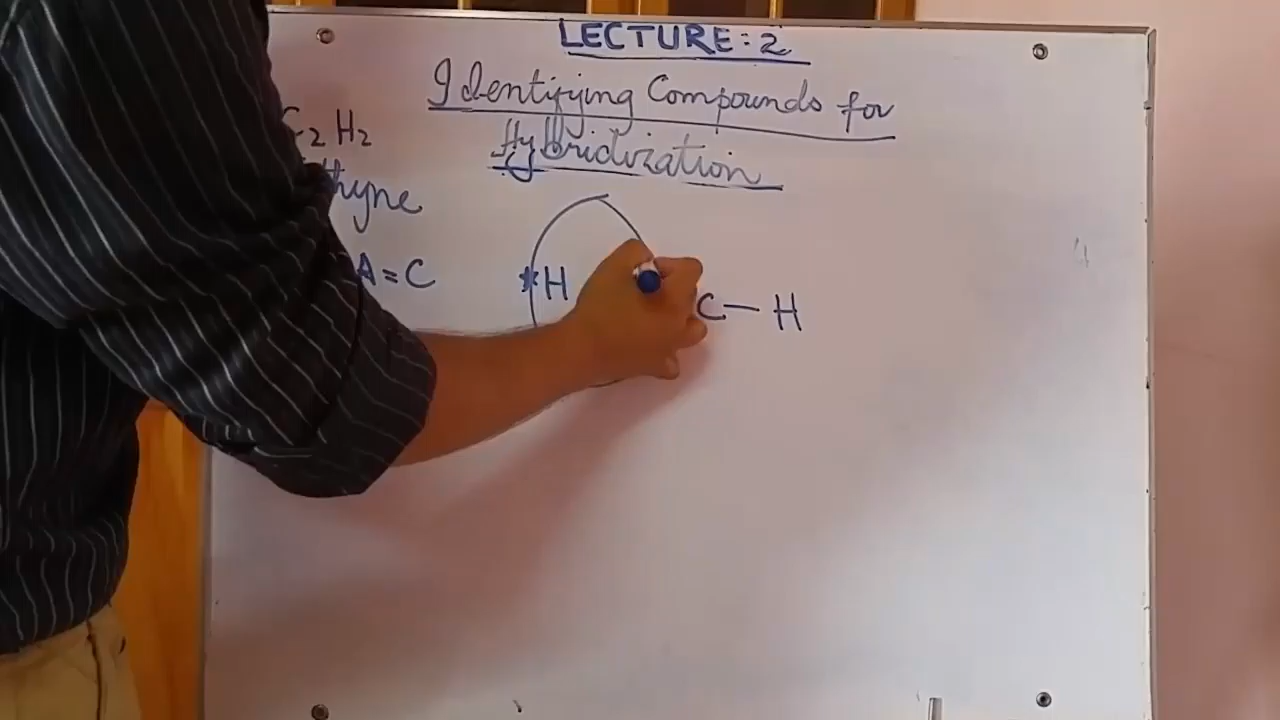 LECTURE: 2
Identifying Compounds for
Hybridization
C2 H2
thyne
A = C
*H C — H